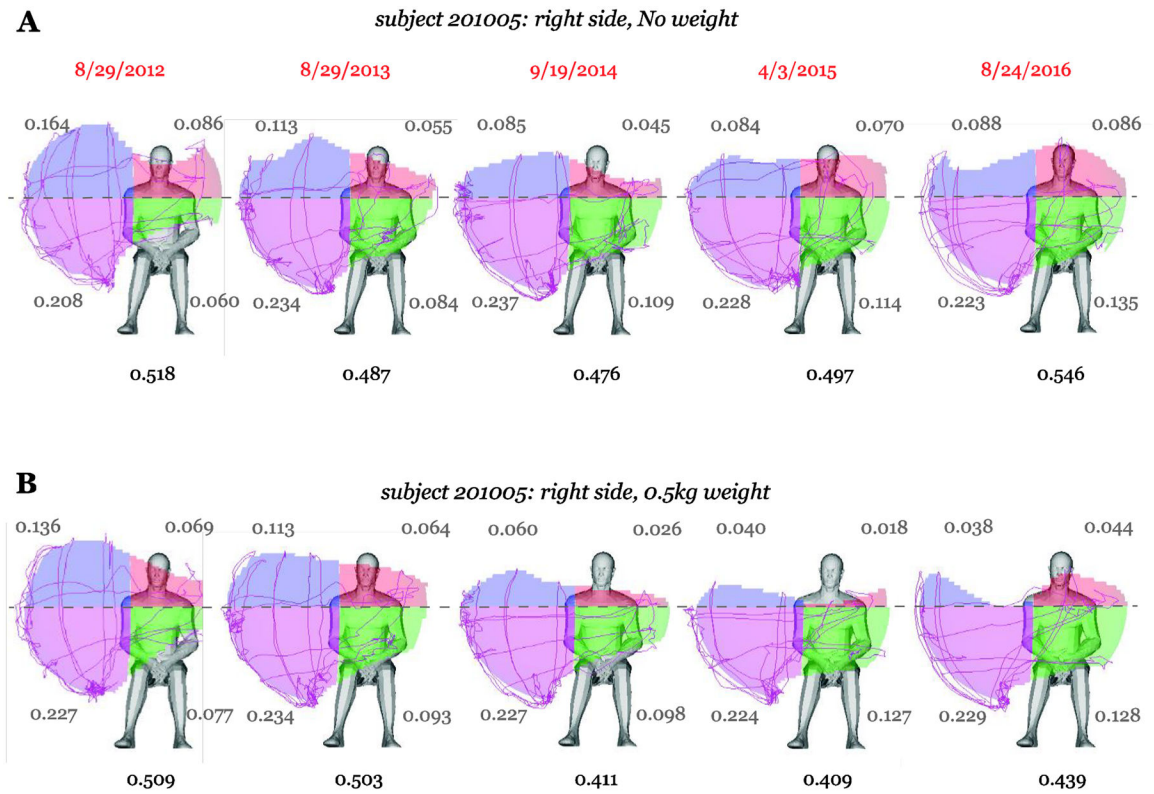 A
subject 201005: right side, No weight
8/29/2012 8/29/2013 9/19/2014 4/3/2015 8/24/2016
0.164 0.086 0.113 0.055 0.085 0.045 0.084 0.070 0.088 0.086
0.208 0.060 0.234 0.084 0.237 0.109 0.228 0.114 0.223 0.135
0.518 0.487 0.476 0.497 0.546
B
subject 201005: right side, 0.5kg weight
0.136 0.069 0.113 0.064 0.060 0.026 0.040 0.018 0.038 0.044
0.227 0.077 0.234 0.093 0.227 0.098 0.224 0.127 0.229 0.128
0.509 0.503 0.411 0.409 0.439